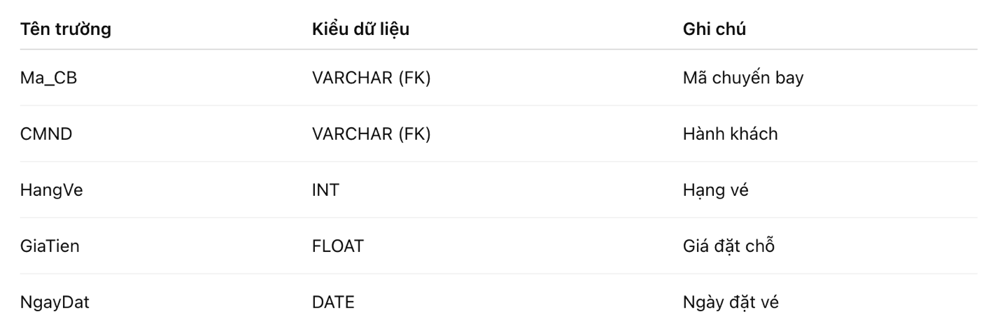 Tên trường Kiểu dữ liệu Ghi chú
Ma_CB VARCHAR (FK) Mã chuyến bay
CMND VARCHAR (FK) Hành khách
HangVe INT Hạng vé
GiaTien FLOAT Giá đặt chỗ
NgayDat DATE Ngày đặt vé